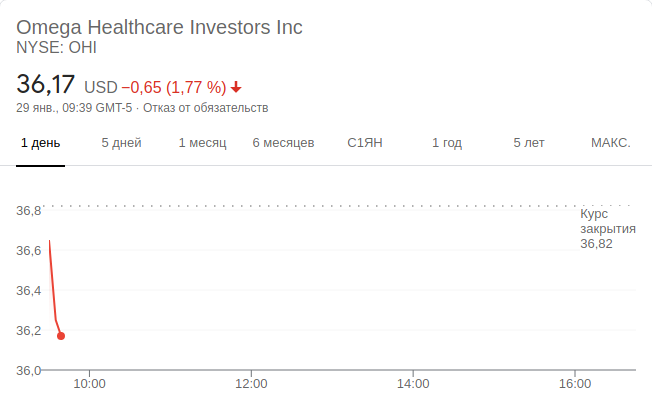 Omega Healthcare Investors Inc
NYSE: OHI
36,17 USD −0,65 (1,77 %)
29 янв., 09:39 GMT-5 · Отказ от обязательств
1 день 5 дней 1 месяц 6 месяцев С1ЯН 1 год 5 лет МАКС.
36,8
Курс
закрытия
36,82
36,6
36,4
36,2
36,0
10:00 12:00 14:00 16:00